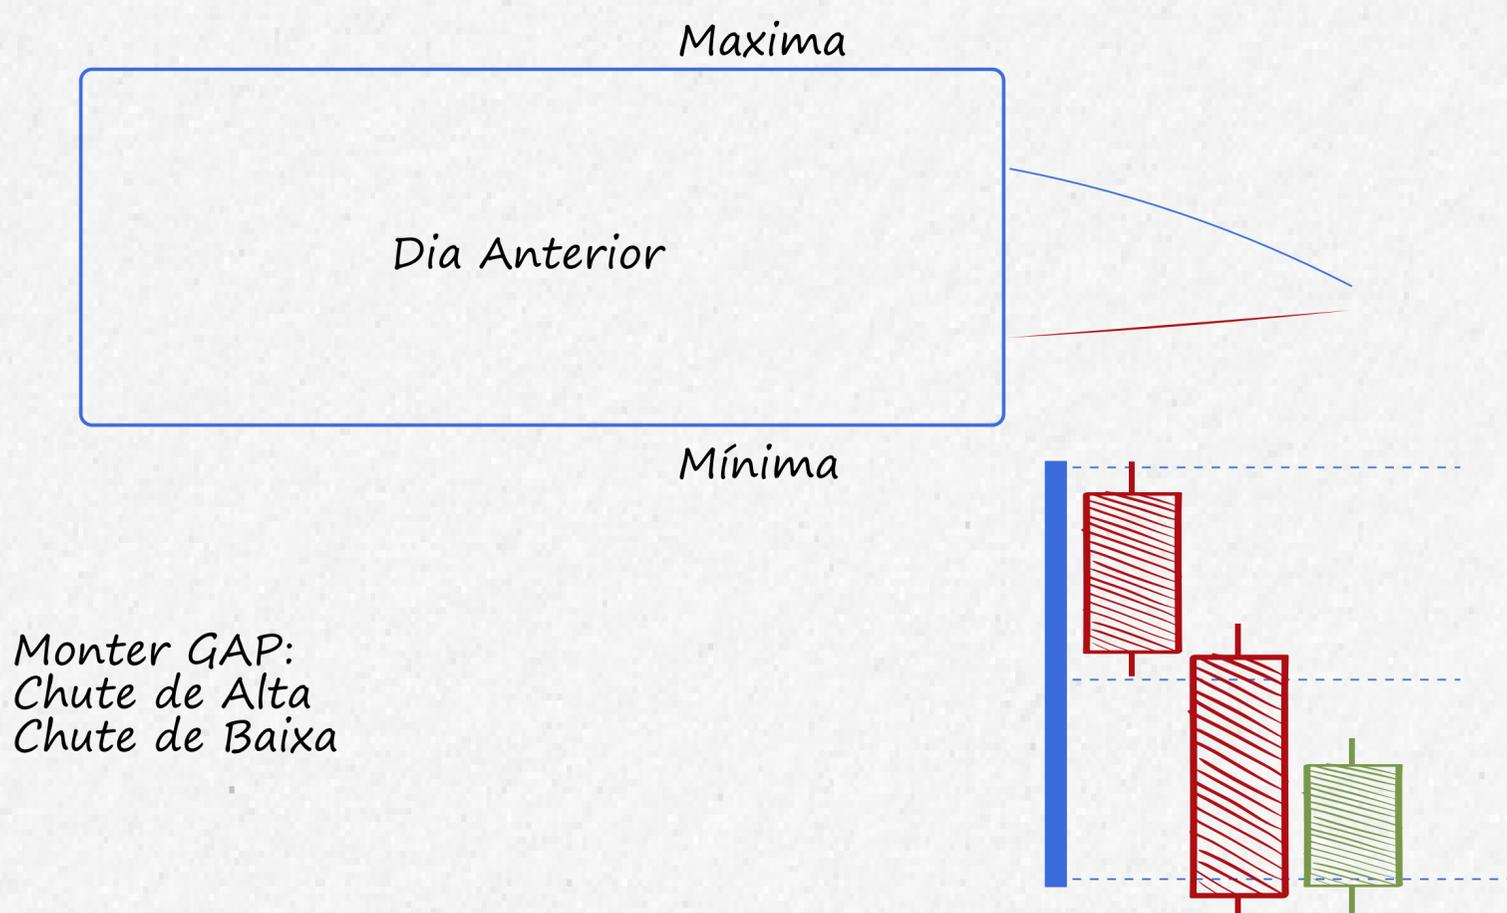 Maxima
Dia Anterior
Mínima
Monter GAP:
Chute de Alta
Chute de Baixa